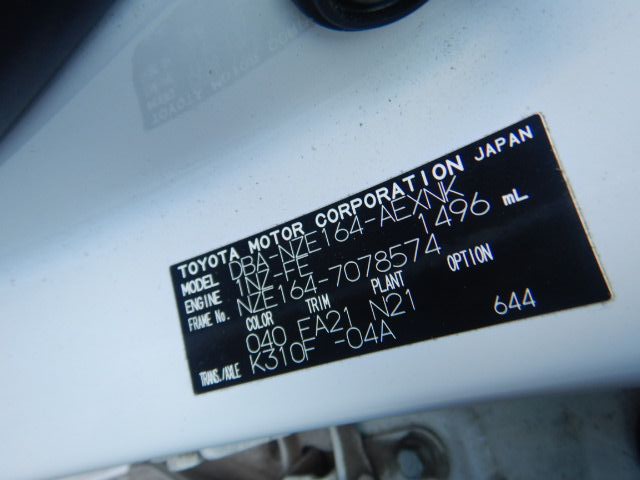 TOYOTA MOTOR CORPORATION JAPAN
MODEL DBA-NZE164-AEXNK
ENGINE 1NZ-FE 1496 mL
FRAME No. NZE164-7078574
COLOR TRIM PLANT OPTION
040 FA21 N21
TRANS./AXLE K310F -04A 644